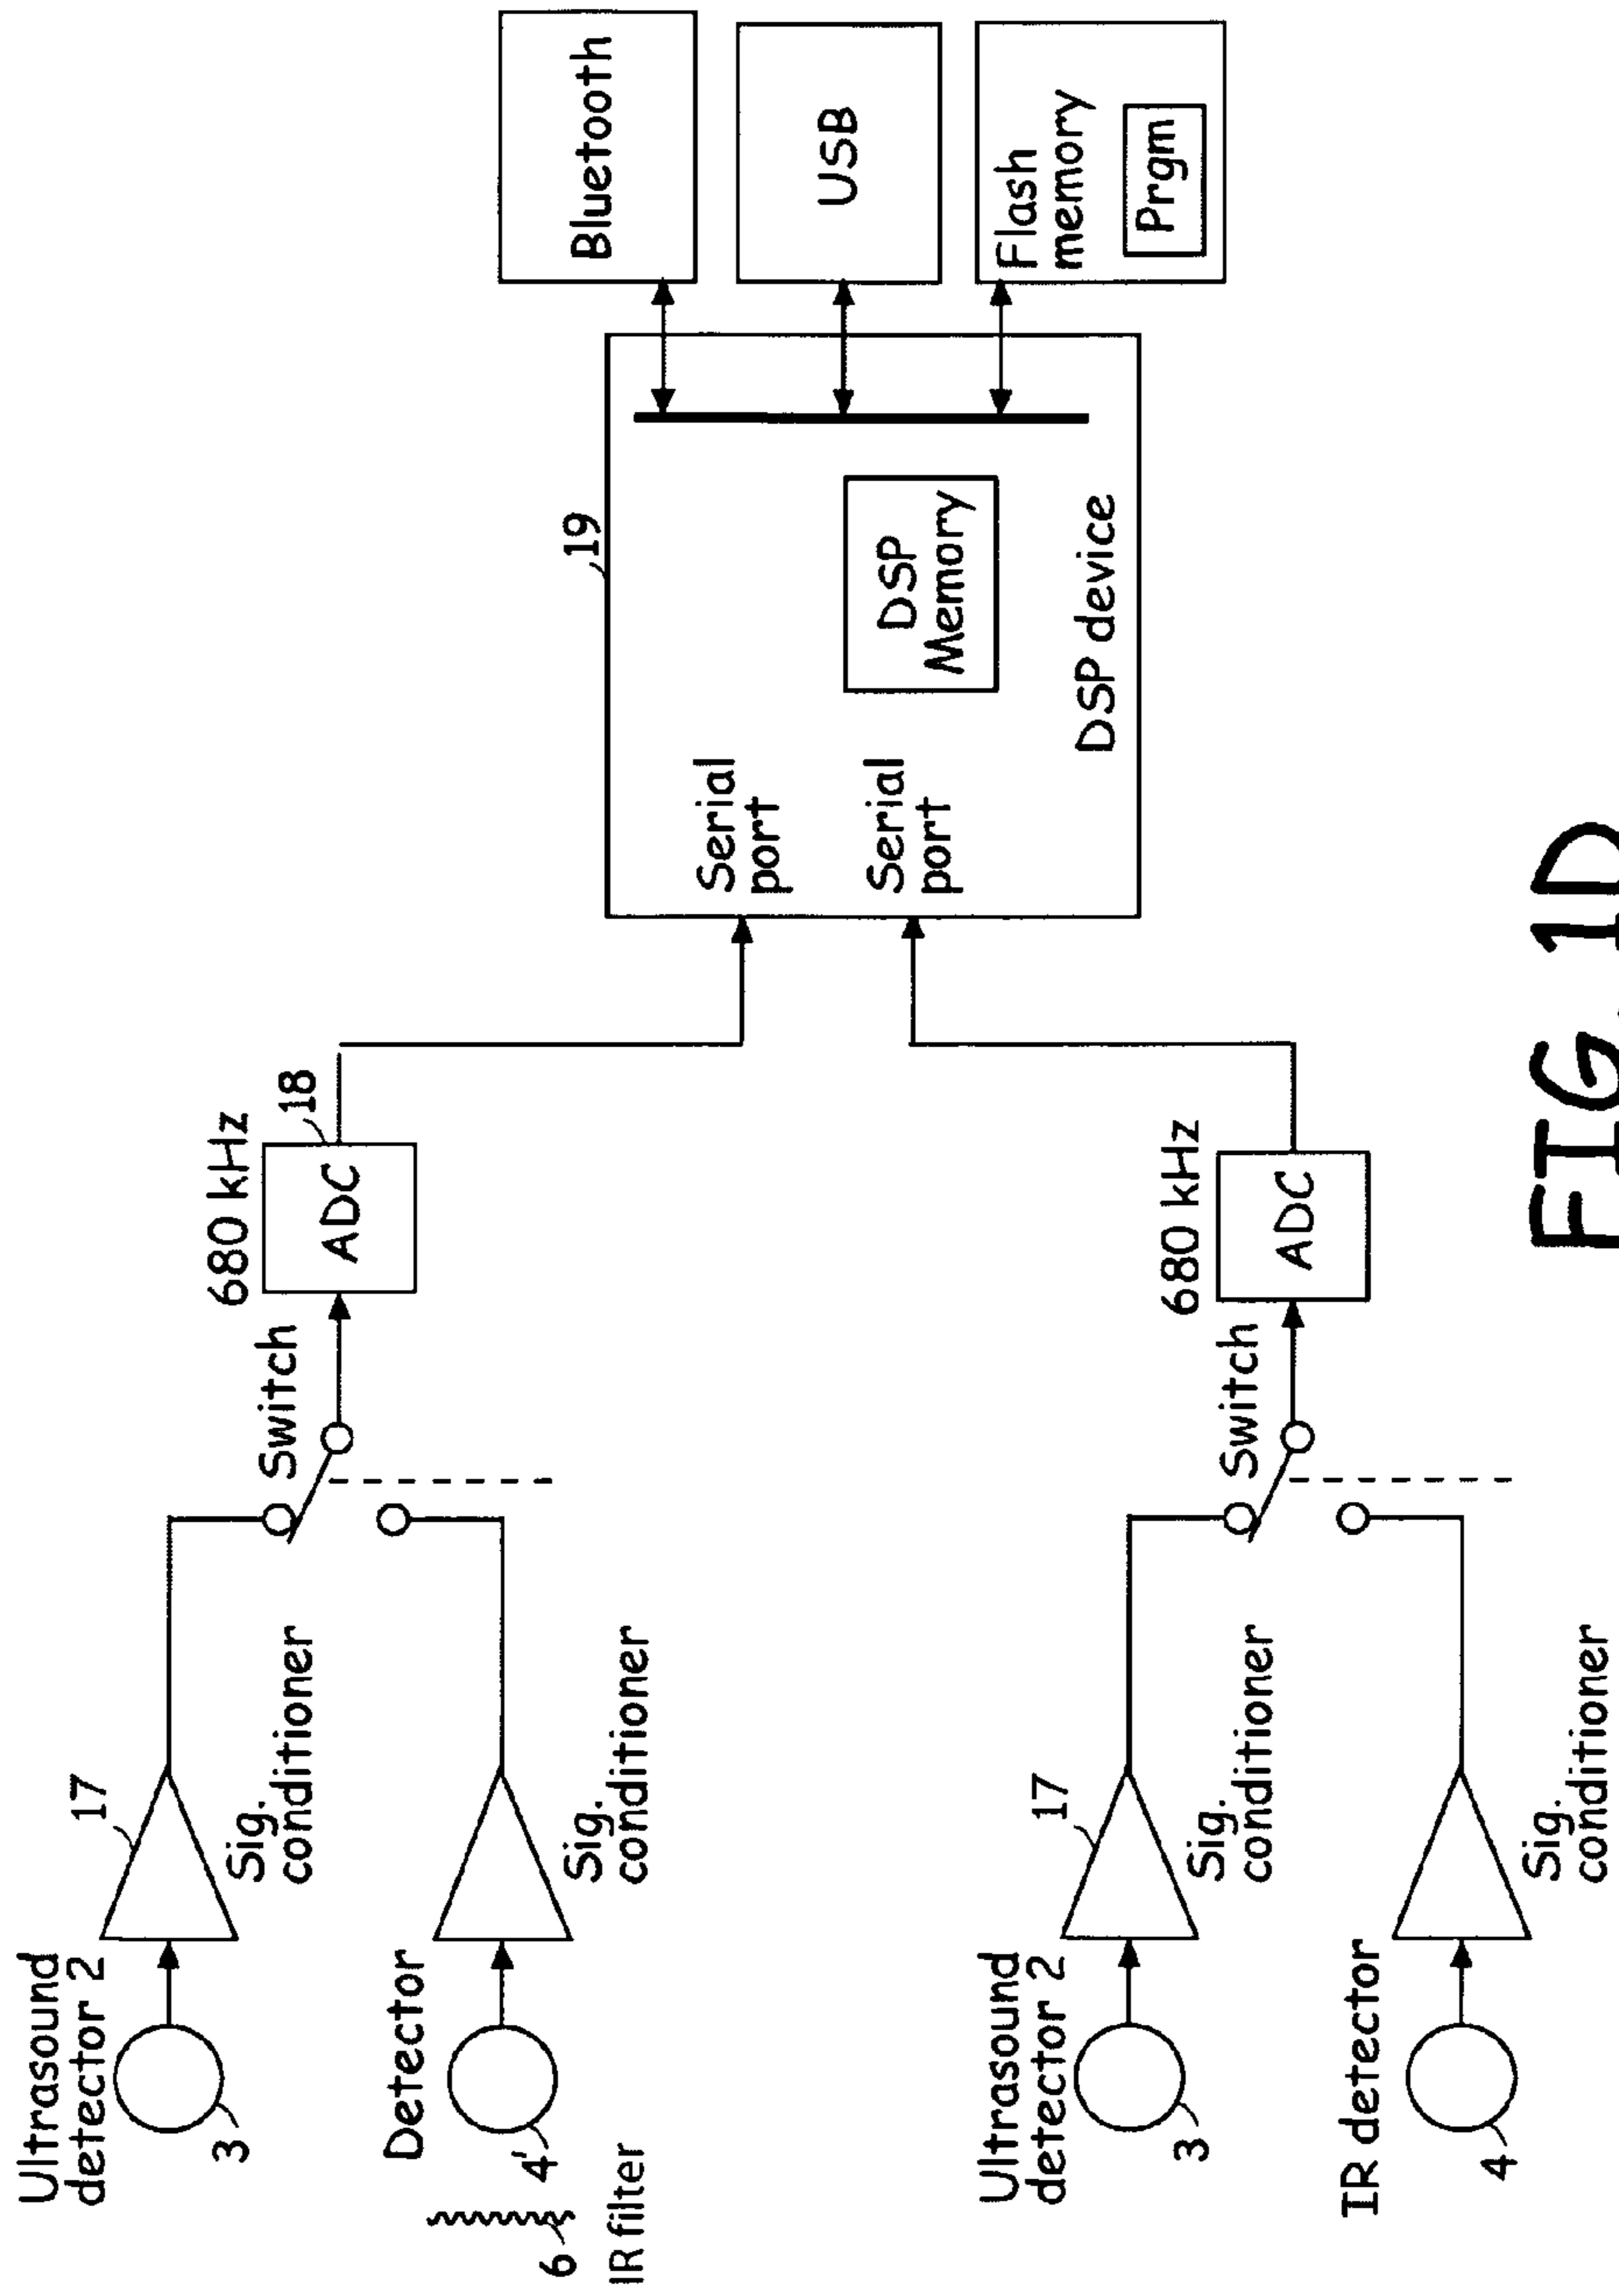 Ultrasound
detector 2
3
17
Sig.
conditioner
Switch
680 kHz
18
ADC
Detector
4'
6
IR filter
Sig.
conditioner
19
Serial
port
Serial
port
DSP
Memory
DSP device
Bluetooth
USB
Flash
memory
Prgm
Ultrasound
detector 2
3
17
Sig.
conditioner
Switch
680 kHz
ADC
IR detector
4
Sig.
conditioner
FIG. 1D